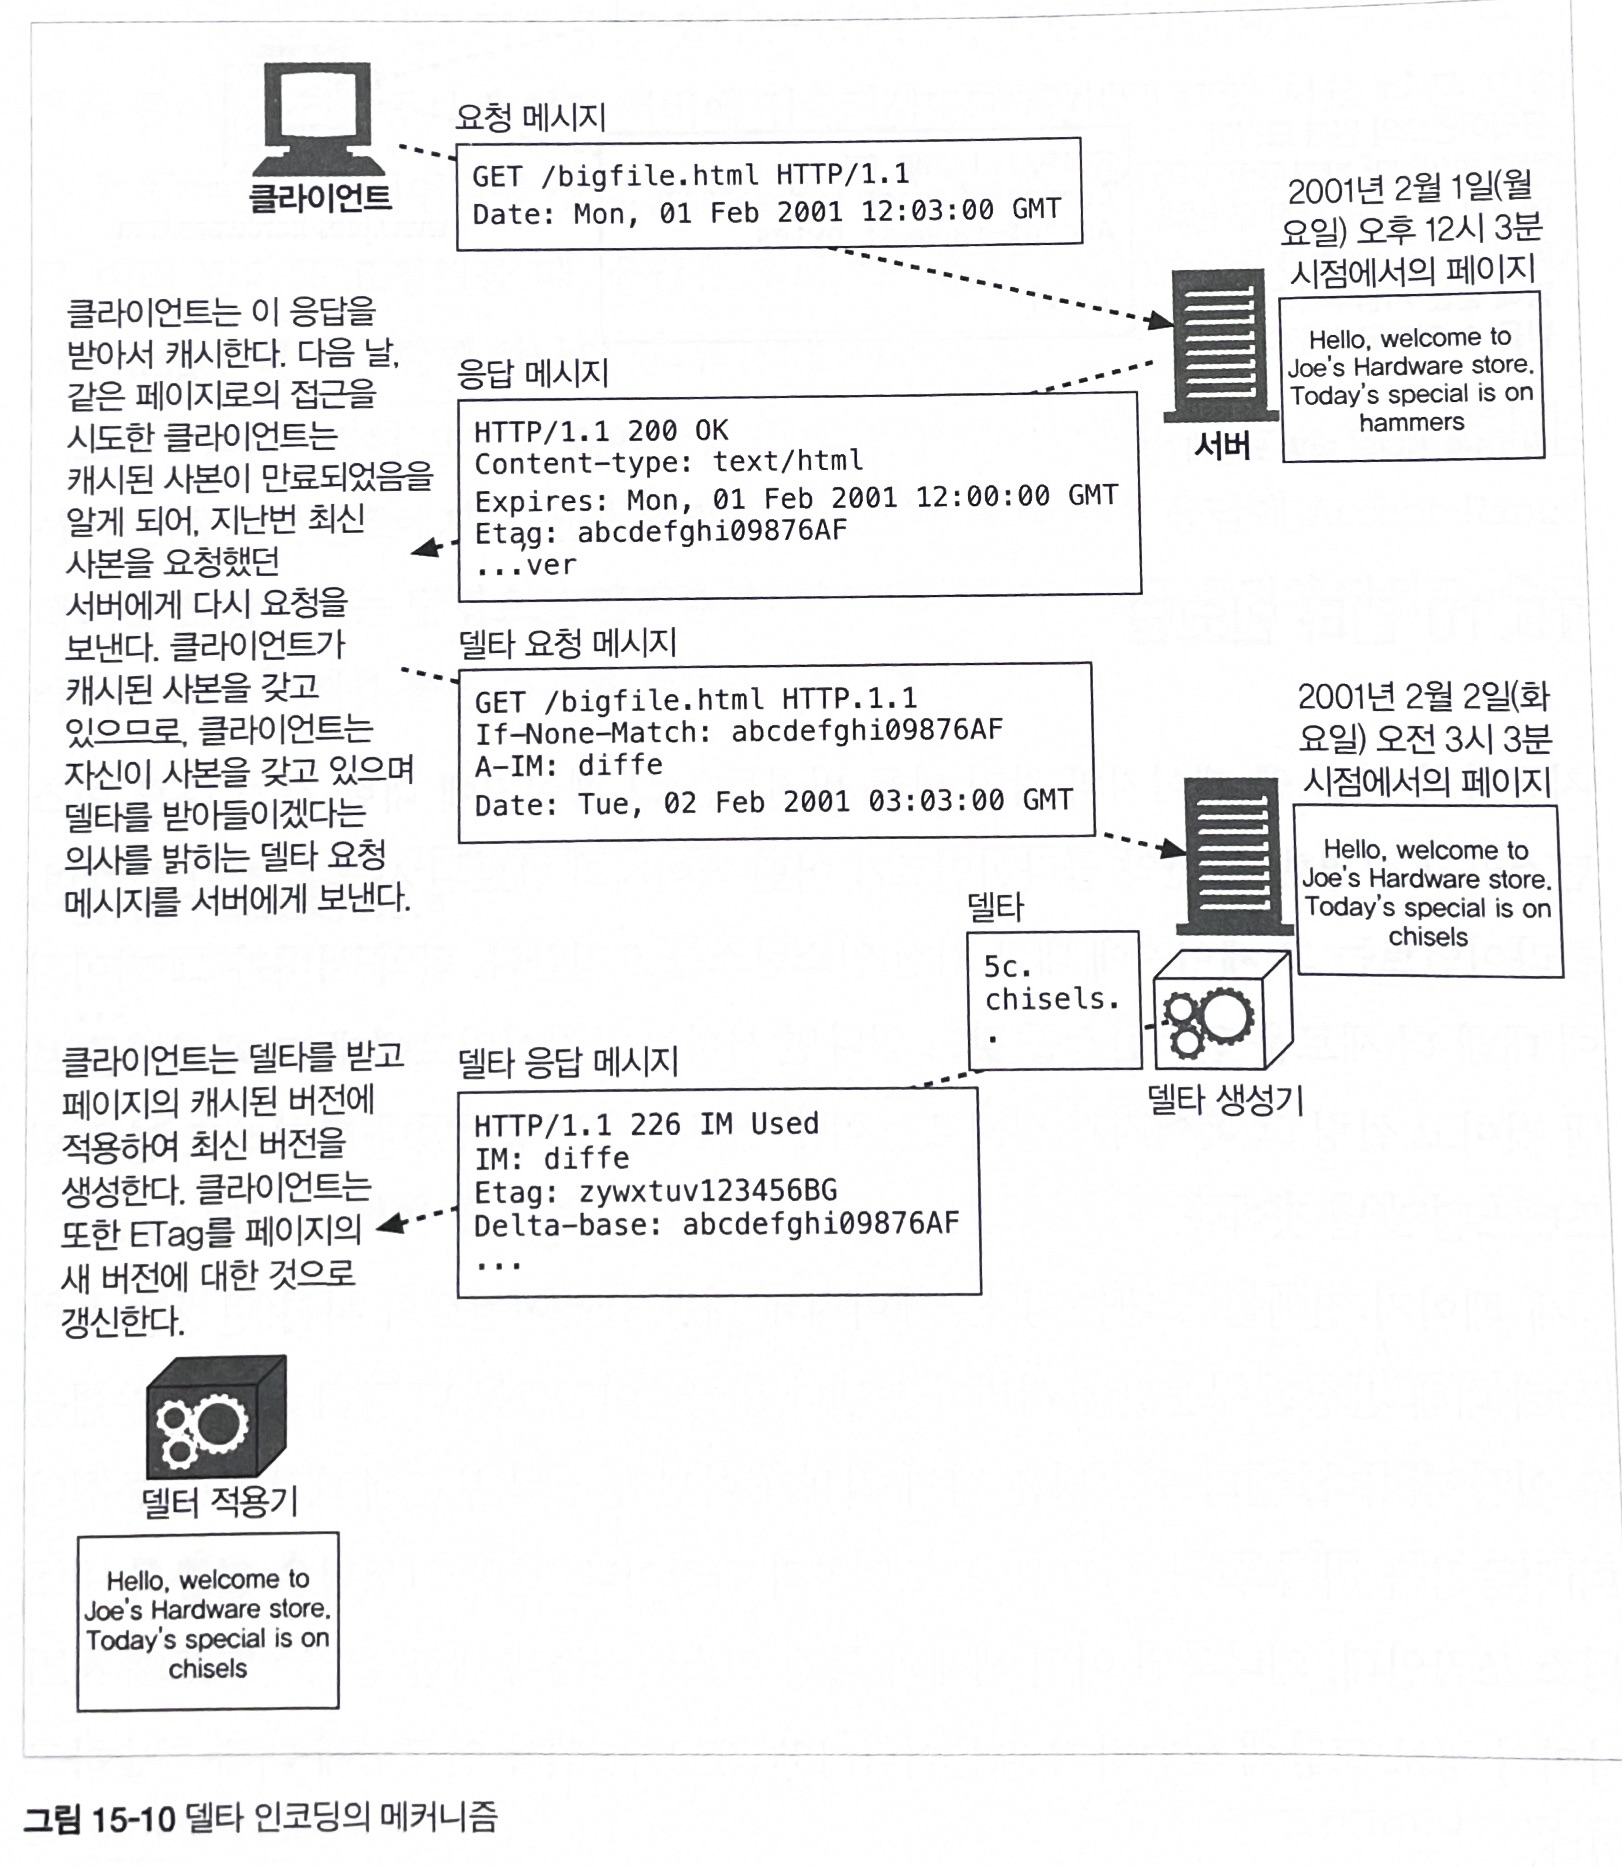 클라이언트
요청 메시지
GET /bigfile.html HTTP/1.1
Date: Mon, 01 Feb 2001 12:03:00 GMT
2001년 2월 1일(월
요일) 오후 12시 3분
시점에서의 페이지
Hello, welcome to
Joe's Hardware store.
Today's special is on
hammers
서버
클라이언트는 이 응답을
받아서 캐시한다. 다음 날,
같은 페이지로의 접근을
시도한 클라이언트는
캐시된 사본이 만료되었음을
알게 되어, 지난번 최신
사본을 요청했던
서버에게 다시 요청을
보낸다. 클라이언트가
캐시된 사본을 갖고
있으므로, 클라이언트는
자신이 사본을 갖고 있으며
델타를 받아들이겠다는
의사를 밝히는 델타 요청
메시지를 서버에게 보낸다.
응답 메시지
HTTP/1.1 200 OK
Content-type: text/html
Expires: Mon, 01 Feb 2001 12:00:00 GMT
Etag: abcdefghi09876AF
...ver
델타 요청 메시지
GET /bigfile.html HTTP.1.1
If-None-Match: abcdefghi09876AF
A-IM: diffe
Date: Tue, 02 Feb 2001 03:03:00 GMT
2001년 2월 2일(화
요일) 오전 3시 3분
시점에서의 페이지
Hello, welcome to
Joe's Hardware store.
Today's special is on
chisels
델타
5c.
chisels.
.
델타 생성기
클라이언트는 델타를 받고
페이지의 캐시된 버전에
적용하여 최신 버전을
생성한다. 클라이언트는
또한 ETag를 페이지의
새 버전에 대한 것으로
갱신한다.
델타 응답 메시지
HTTP/1.1 226 IM Used
IM: diffe
Etag: zywxtuv123456BG
Delta-base: abcdefghi09876AF
...
델터 적용기
Hello, welcome to
Joe's Hardware store.
Today's special is on
chisels
그림 15-10 델타 인코딩의 메커니즘